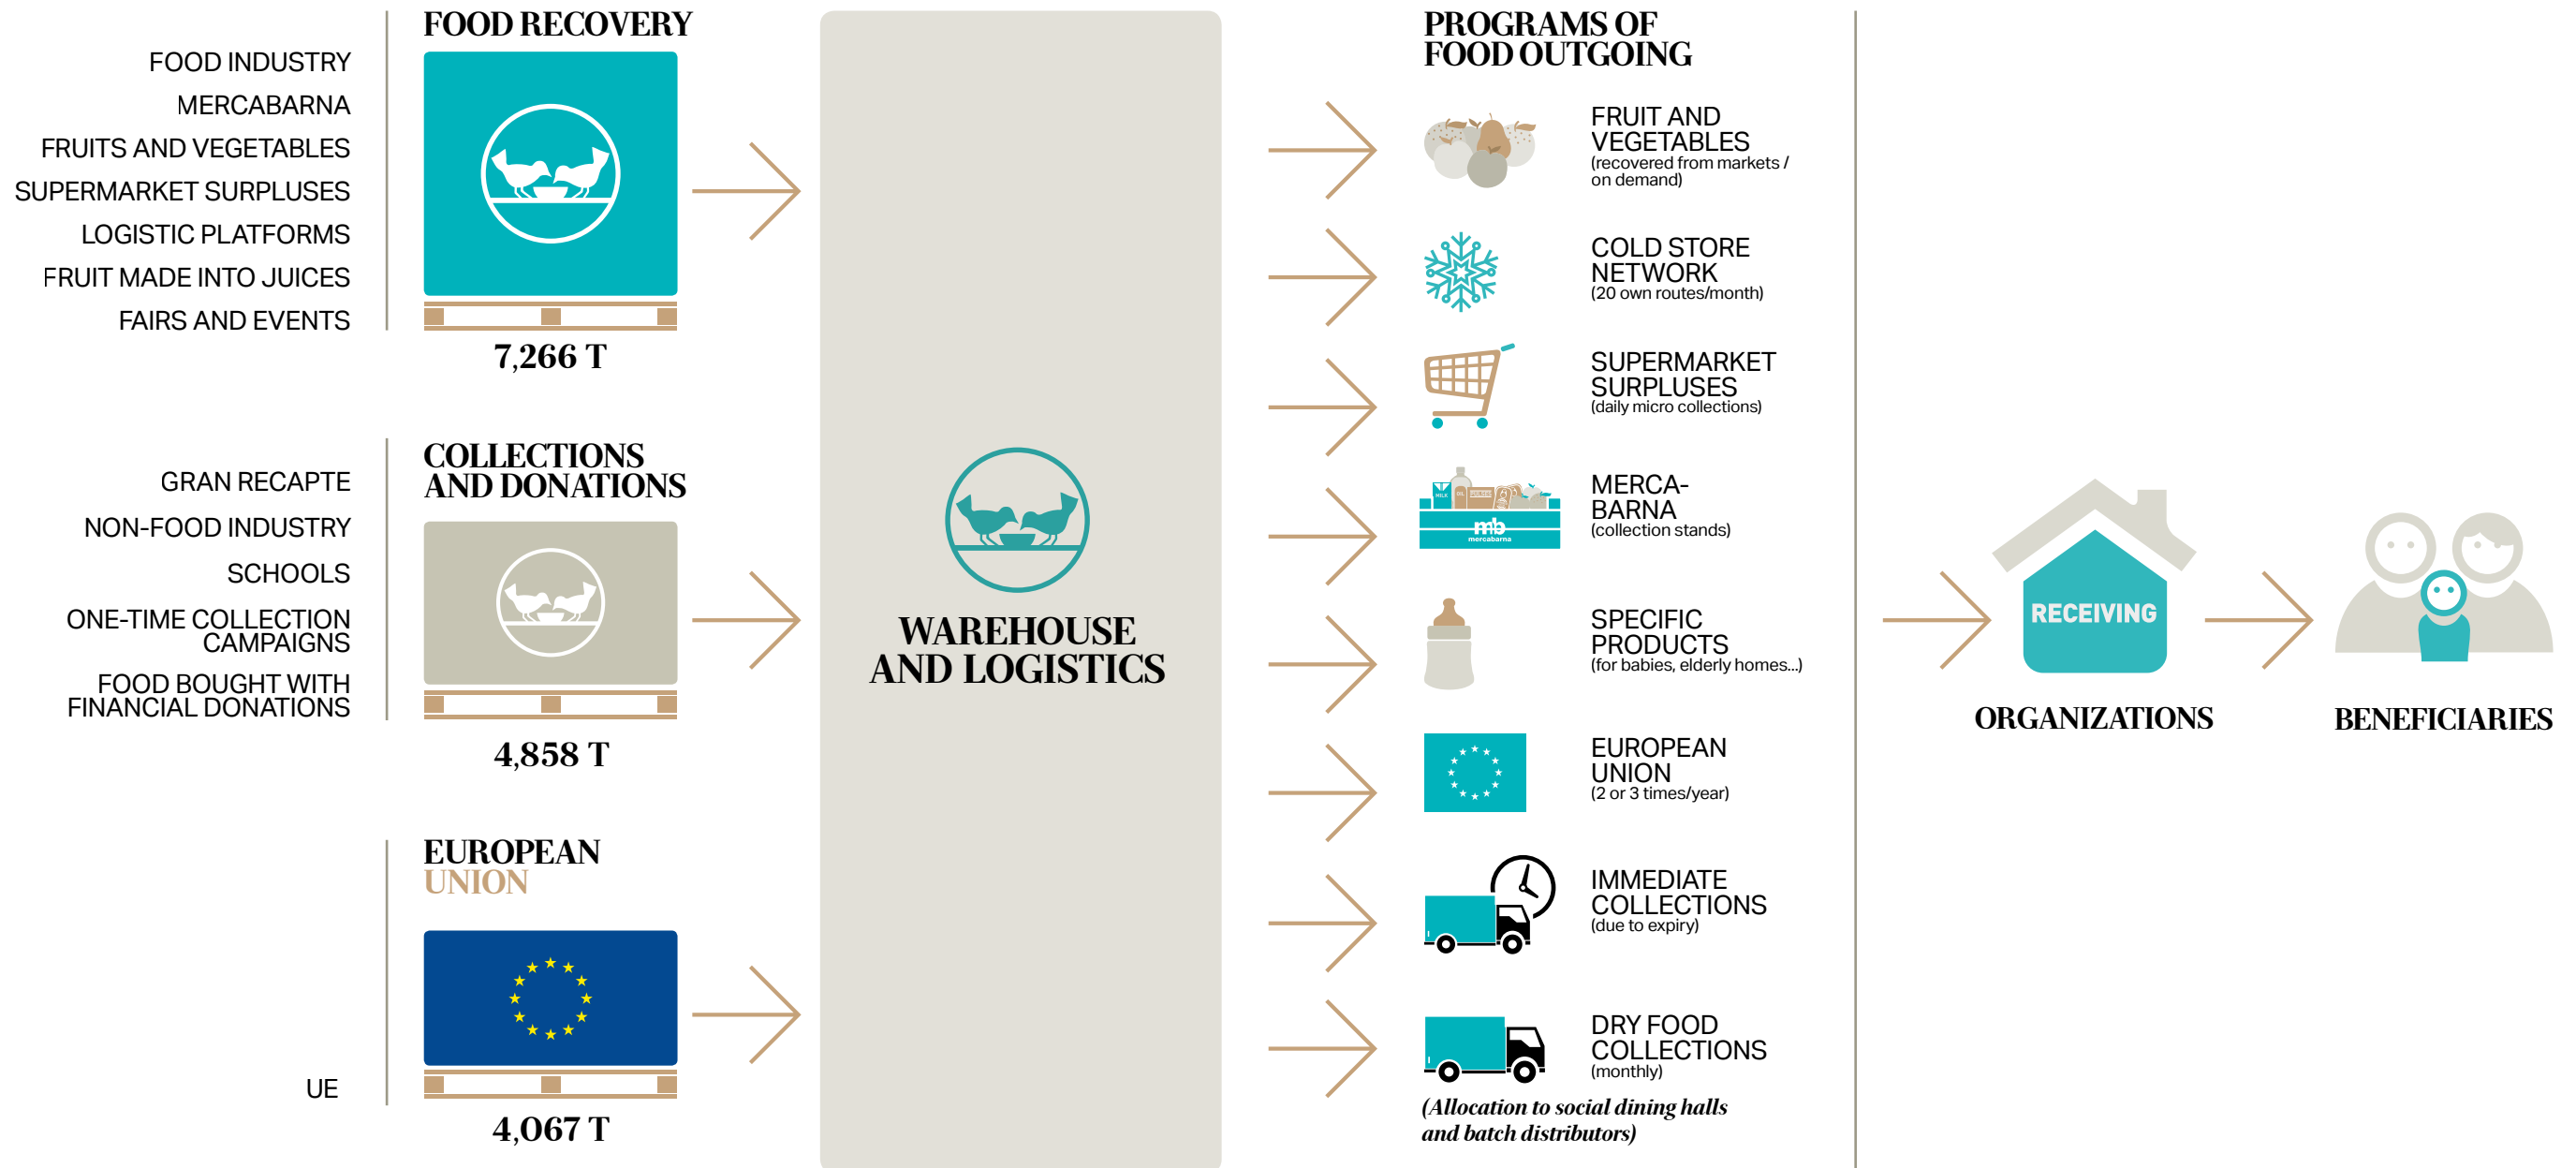 FOOD RECOVERY
FOOD INDUSTRY
MERCABARNA
FRUITS AND VEGETABLES
SUPERMARKET SURPLUSES
LOGISTIC PLATFORMS
FRUIT MADE INTO JUICES
FAIRS AND EVENTS
7,266 T
COLLECTIONS
AND DONATIONS
GRAN RECAPTE
NON-FOOD INDUSTRY
SCHOOLS
ONE-TIME COLLECTION
CAMPAIGNS
FOOD BOUGHT WITH
FINANCIAL DONATIONS
4,858 T
EUROPEAN
UNION
UE
4,067 T
WAREHOUSE
AND LOGISTICS
PROGRAMS OF
FOOD OUTGOING
FRUIT AND
VEGETABLES
(recovered from markets /
on demand)
COLD STORE
NETWORK
(20 own routes/month)
SUPERMARKET
SURPLUSES
(daily micro collections)
MILK
OIL
mb
mercabarna
MERCA-
BARNA
(collection stands)
SPECIFIC
PRODUCTS
(for babies, elderly homes...)
EUROPEAN
UNION
(2 or 3 times/year)
IMMEDIATE
COLLECTIONS
(due to expiry)
DRY FOOD
COLLECTIONS
(monthly)
(Allocation to social dining halls
and batch distributors)
RECEIVING
ORGANIZATIONS
BENEFICIARIES